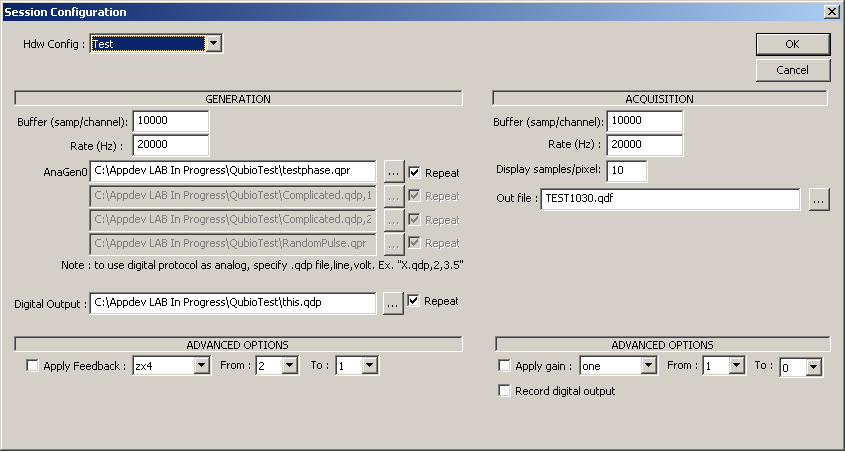 Session Configuration
Hdw Config : Test
OK
Cancel
GENERATION
Buffer (samp/channel): 10000
Rate (Hz) : 20000
AnaGen0 C:\Appdev LAB In Progress\QubioTest\testphase.qpr ... Repeat
C:\Appdev LAB In Progress\QubioTest\Complicated.qdp,1 ... Repeat
C:\Appdev LAB In Progress\QubioTest\Complicated.qdp,2 ... Repeat
C:\Appdev LAB In Progress\QubioTest\RandomPulse.qpr ... Repeat
Note : to use digital protocol as analog, specify .qdp file,line,volt. Ex. "X.qdp,2,3.5"
Digital Output : C:\Appdev LAB In Progress\QubioTest\this.qdp ... Repeat
ADVANCED OPTIONS
Apply Feedback : zx4 From : 2 To : 1
ACQUISITION
Buffer (samp/channel): 10000
Rate (Hz) : 20000
Display samples/pixel: 10
Out file : TEST1030.qdf ...
ADVANCED OPTIONS
Apply gain : one From : 1 To : 0
Record digital output